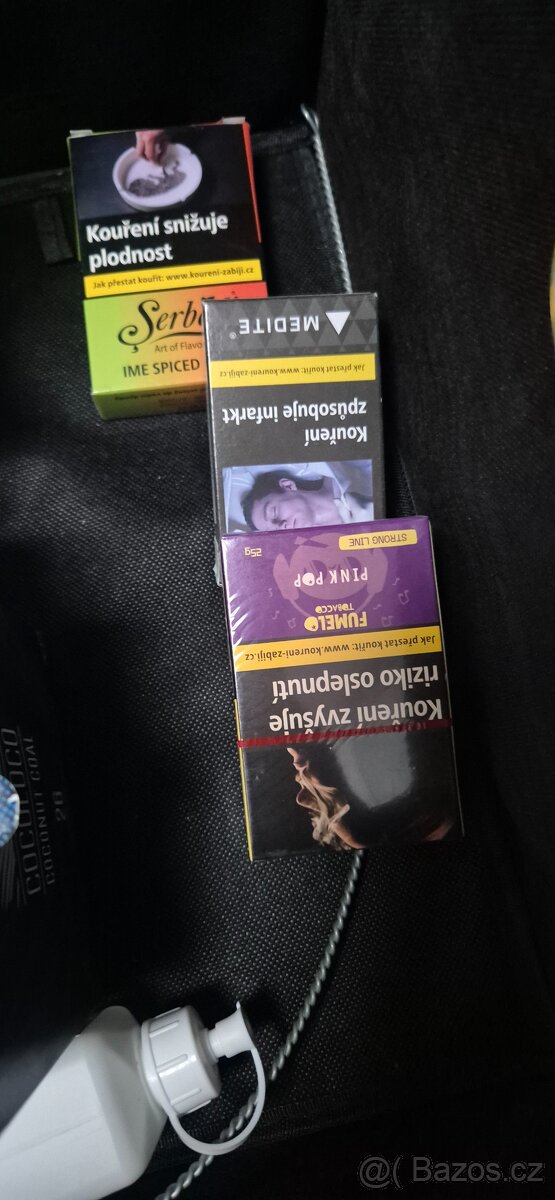 Kouření snižuje
plodnost
Jak přestat kouřit: www.koureni-zabiji.cz
Art of
IME SPICED
MEDITE®
Jak přestat kouřit: www.koureni-zabiji.cz
Kouření
způsobuje infarkt
STRONG LINE
25g
PINK POP
TOBACCO
FUMELO
Jak přestat kouřit: www.koureni-zabiji.cz
Kouření zvyšuje
riziko oslepnutí
COCOLOCO
COCONUT COAL
26
@( Bazos.cz